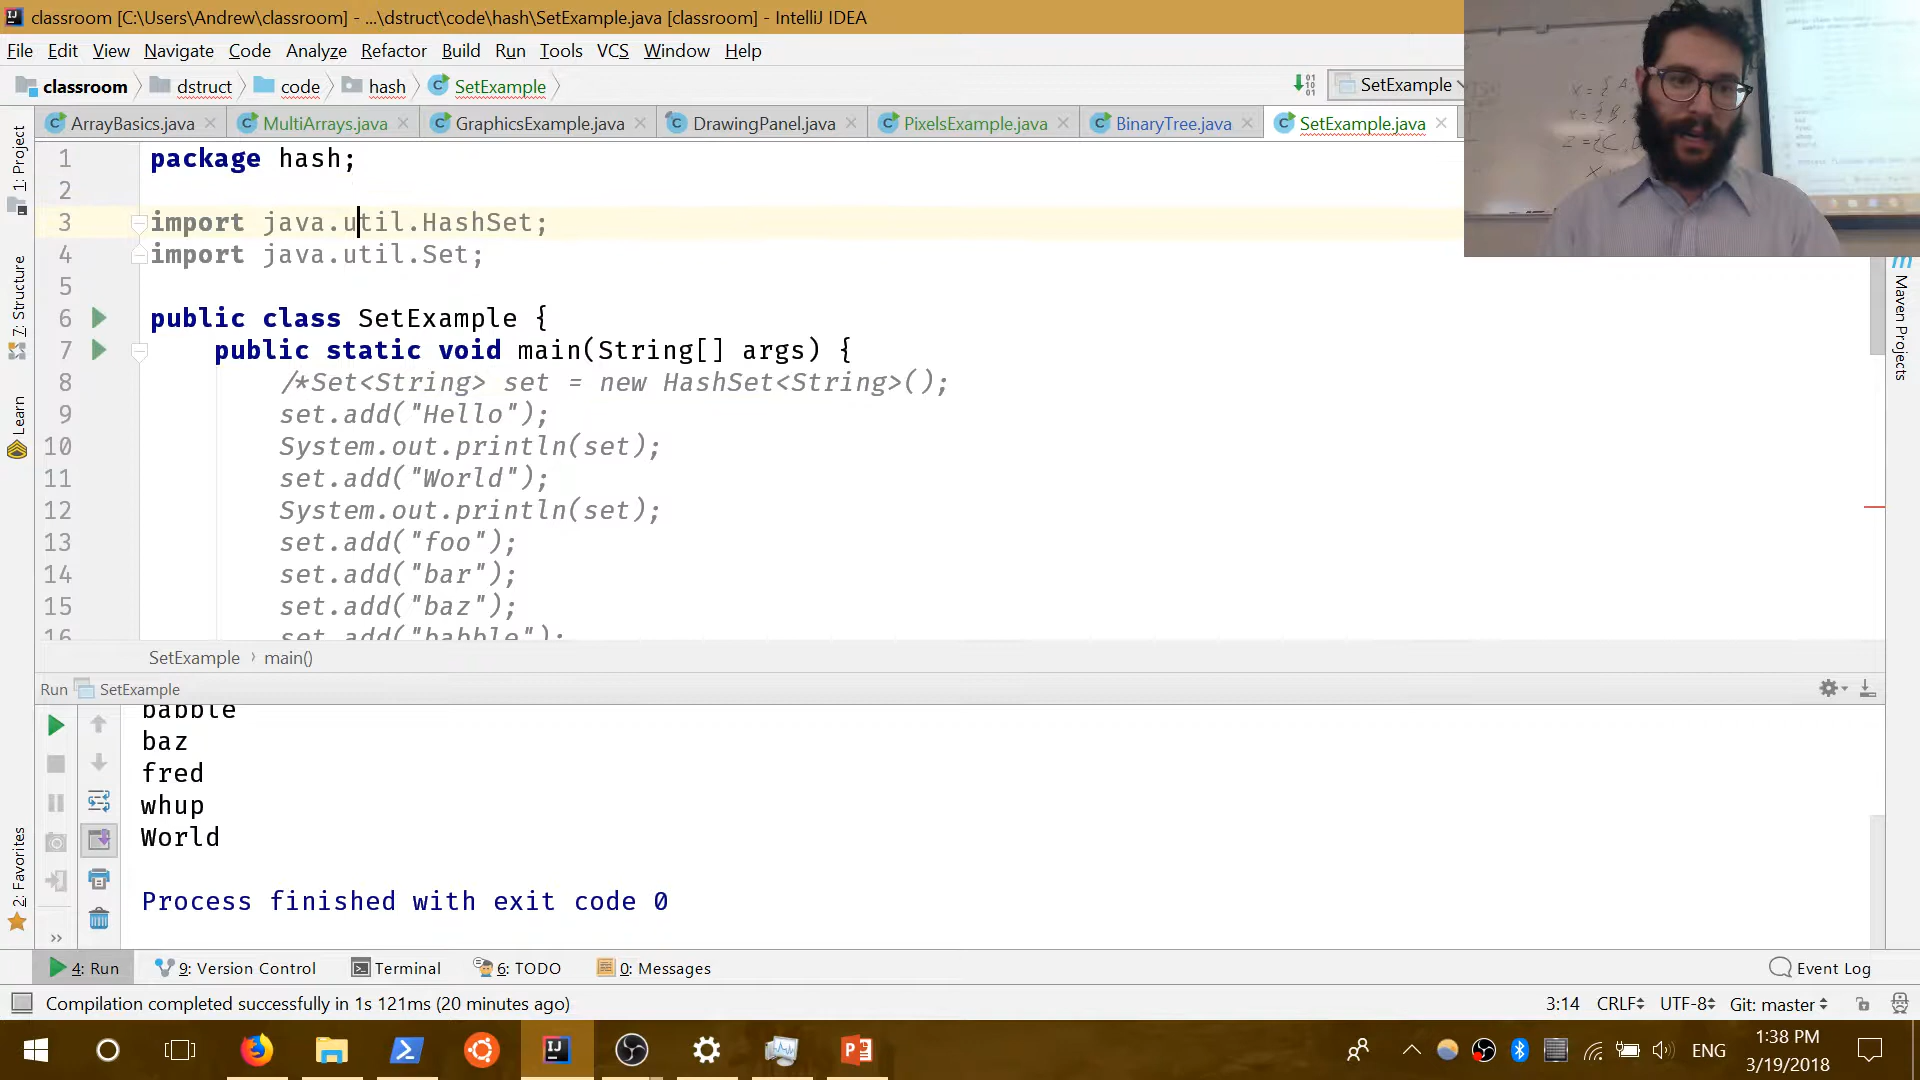 classroom [C:\Users\Andrew\classroom] - ...\dstruct\code\hash\SetExample.java [classroom] - IntelliJ IDEA
File Edit View Navigate Code Analyze Refactor Build Run Tools VCS Window Help
classroom dstruct code hash SetExample
SetExample
ArrayBasics.java MultiArrays.java GraphicsExample.java DrawingPanel.java PixelsExample.java BinaryTree.java SetExample.java
1: Project
7: Structure
Learn
2: Favorites
Maven Projects
1 package hash;
2
3 import java.util.HashSet;
4 import java.util.Set;
5
6 public class SetExample {
7 public static void main(String[] args) {
8 /*Set<String> set = new HashSet<String>();
9 set.add("Hello");
10 System.out.println(set);
11 set.add("World");
12 System.out.println(set);
13 set.add("foo");
14 set.add("bar");
15 set.add("baz");
16 set.add("babble");
SetExample › main()
Run SetExample
babble
baz
fred
whup
World
Process finished with exit code 0
4: Run 9: Version Control Terminal 6: TODO 0: Messages Event Log
Compilation completed successfully in 1s 121ms (20 minutes ago) 3:14 CRLF UTF-8 Git: master
ENG
1:38 PM
3/19/2018